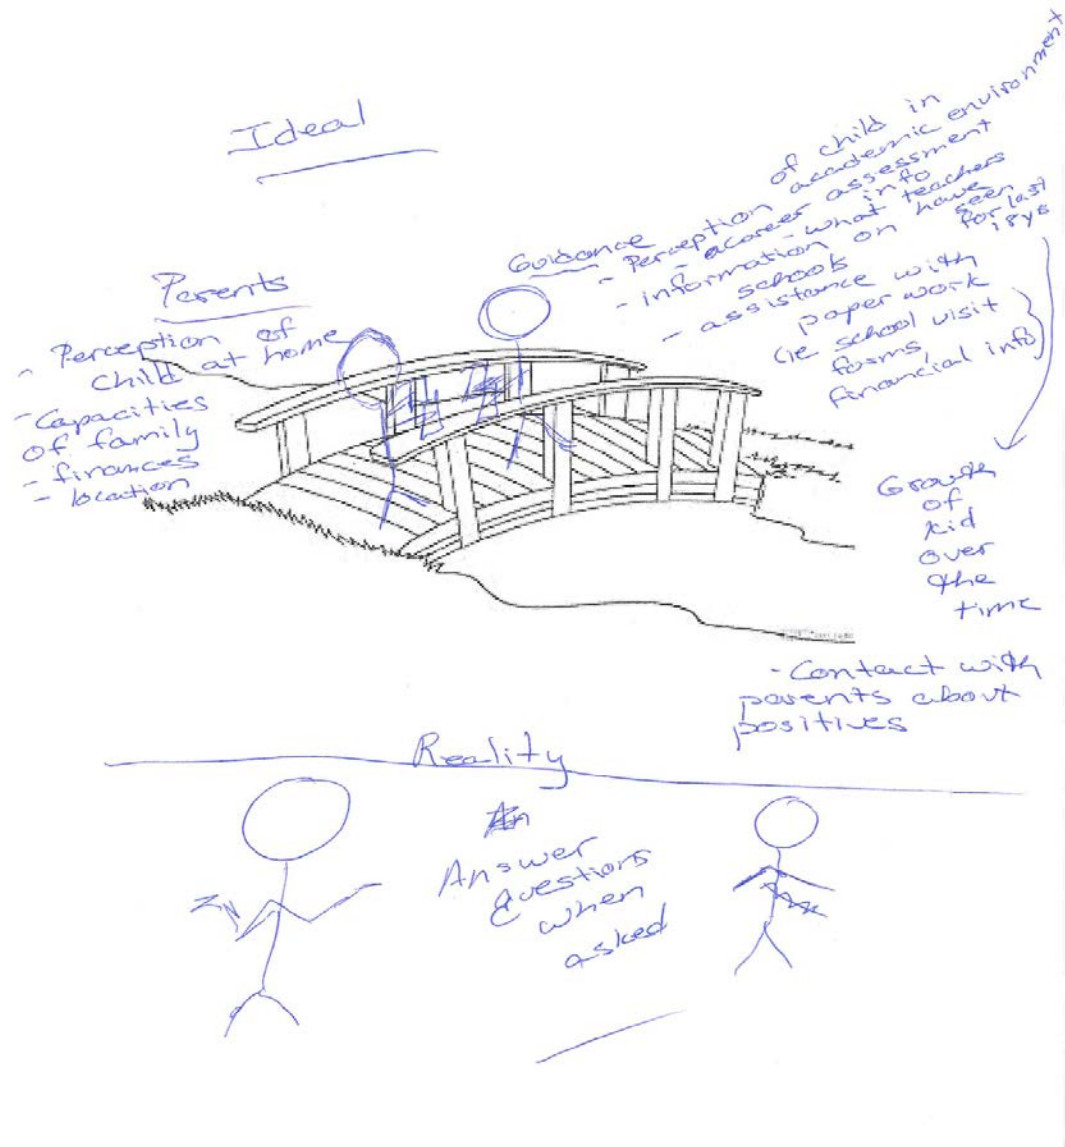 Ideal
Parents
- Perception of
child at home
- Capacities
of family
- finances
- location
Guidance
- Perception of child in
academic environment
- career assessment
info
- information on
schools
- what teachers
have
seen
for last
- assistance with
paper work
(ie school visit
forms,
financial info)
Growth
of
kid
over
the
time
- Contact with
parents about
positives
Reality
An
Answer
questions
when
asked